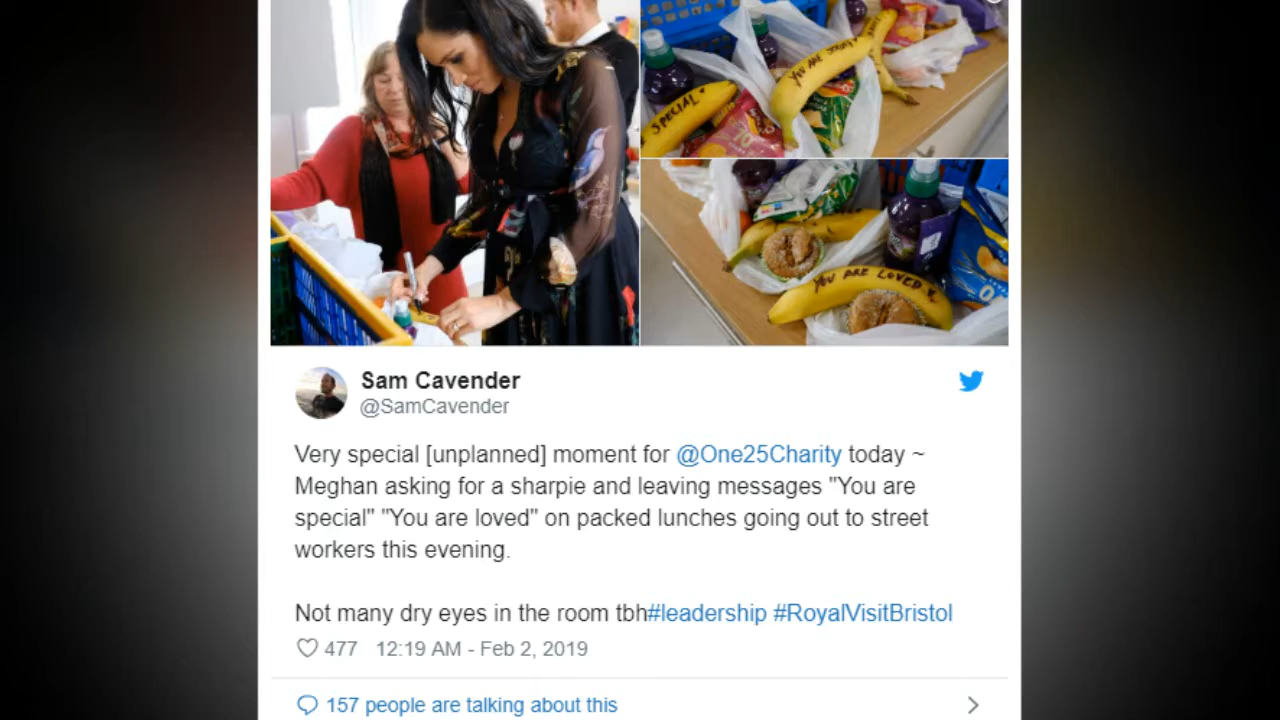 YOU ARE STRONG
SPECIAL
YOU ARE LOVED
Sam Cavender
@SamCavender
Very special [unplanned] moment for @One25Charity today ~
Meghan asking for a sharpie and leaving messages "You are
special" "You are loved" on packed lunches going out to street
workers this evening.
Not many dry eyes in the room tbh#leadership #RoyalVisitBristol
477 12:19 AM - Feb 2, 2019
157 people are talking about this